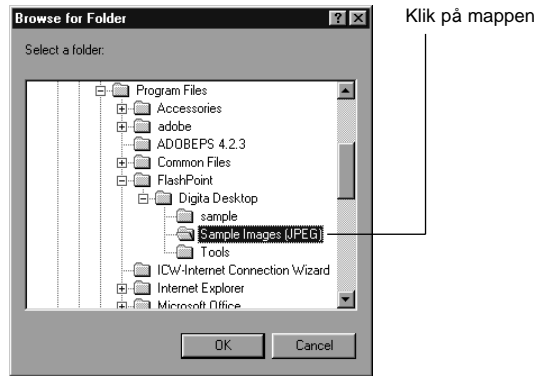 Browse for Folder
Klik på mappen
Select a folder:
Program Files
Accessories
adobe
ADOBEPS 4.2.3
Common Files
FlashPoint
Digita Desktop
sample
Sample Images (JPEG)
Tools
ICW-Internet Connection Wizard
Internet Explorer
Microsoft Office
OK Cancel